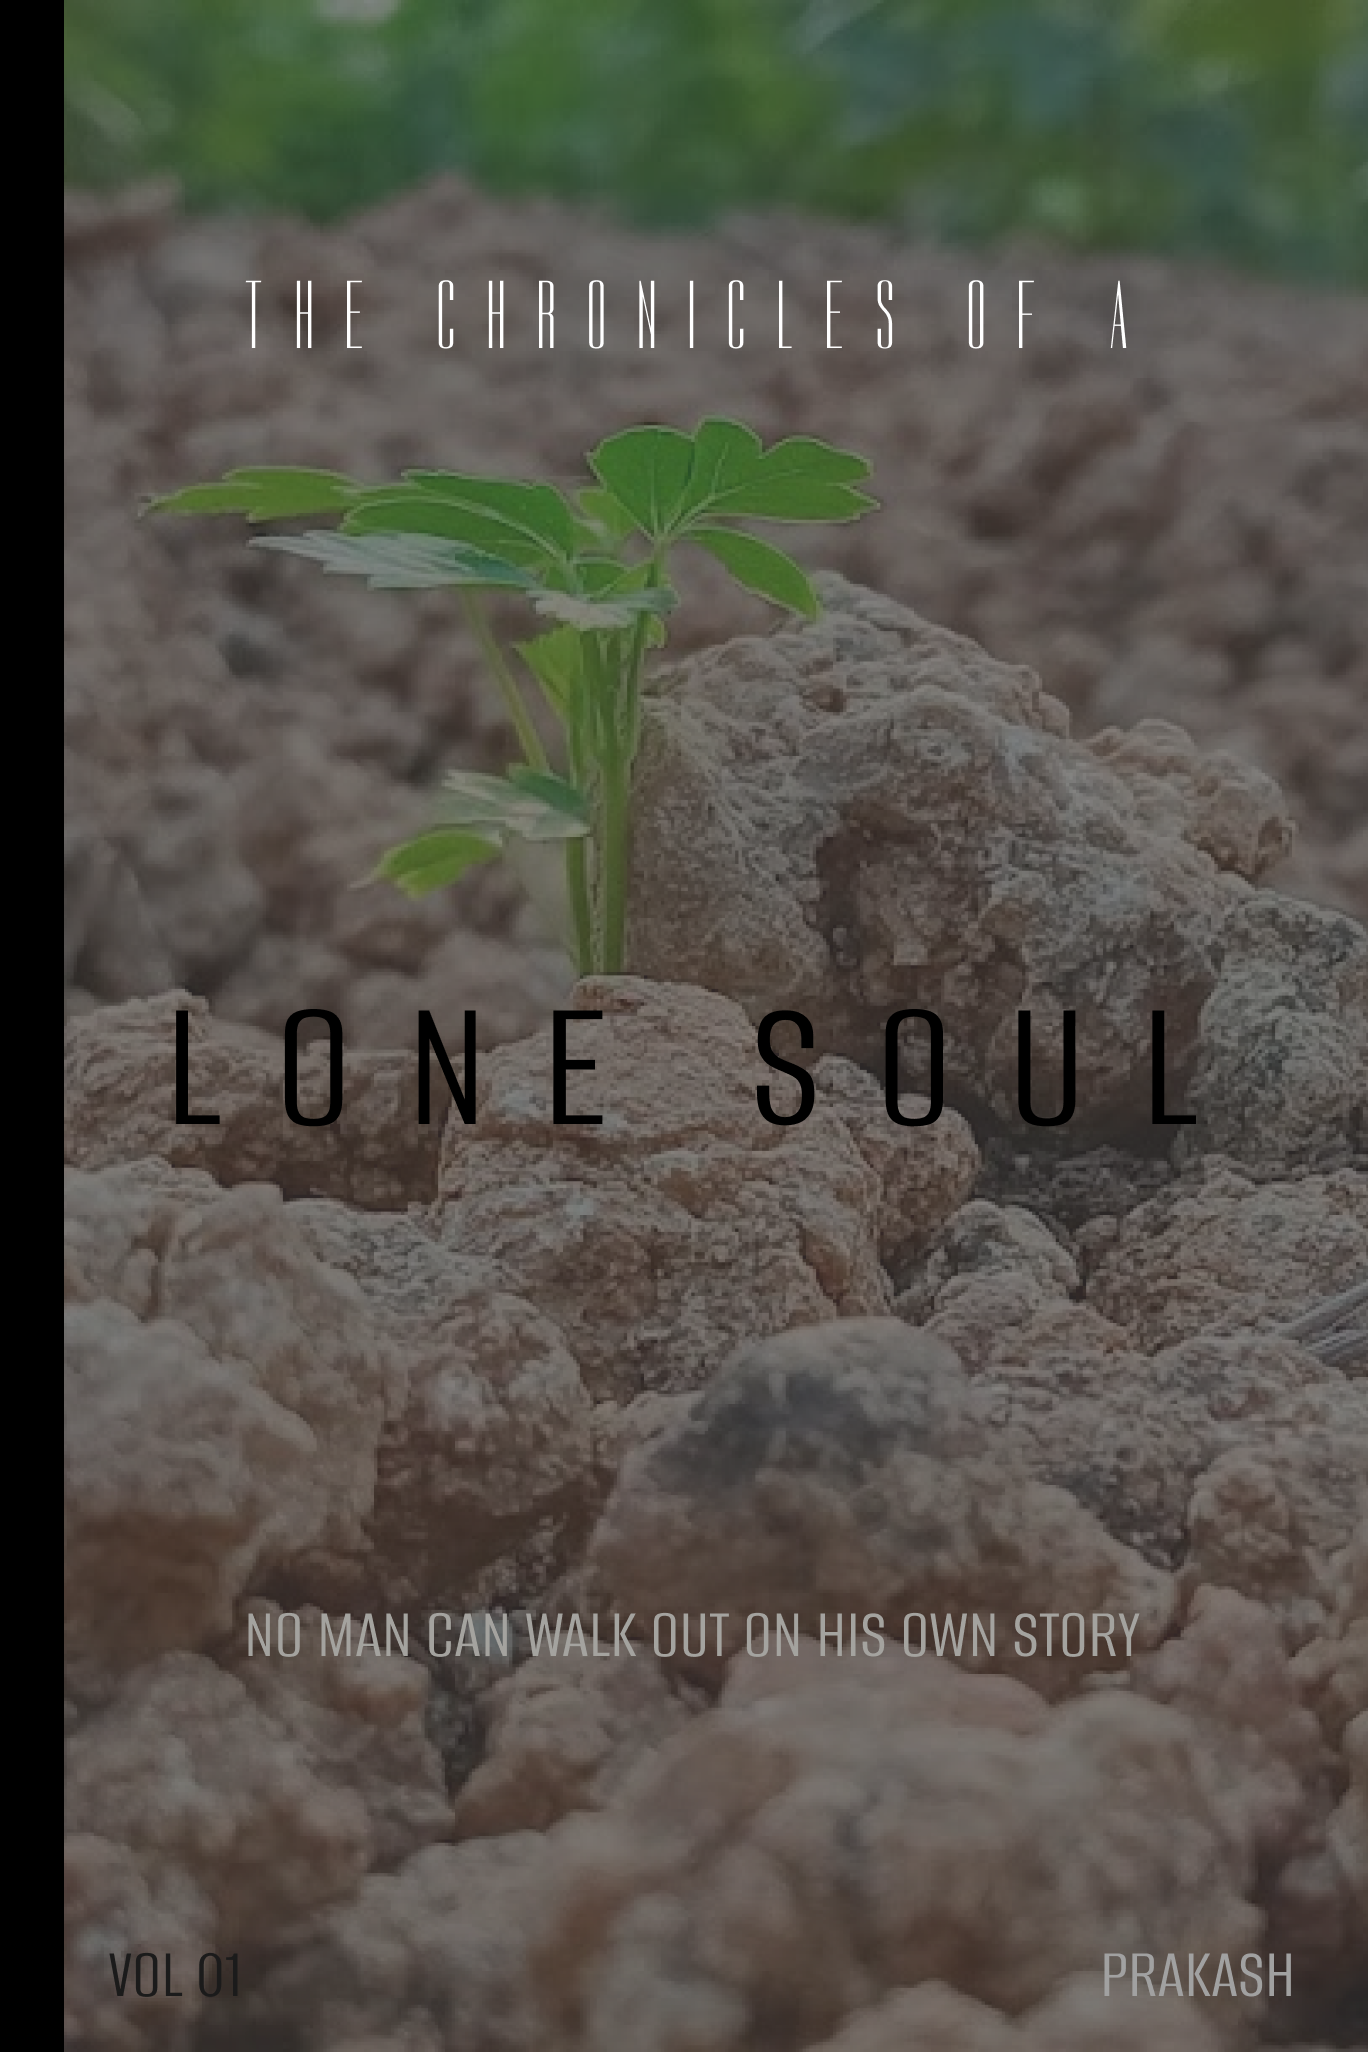 THE CHRONICLES OF A
LONE SOUL
NO MAN CAN WALK OUT ON HIS OWN STORY
VOL 01
PRAKASH